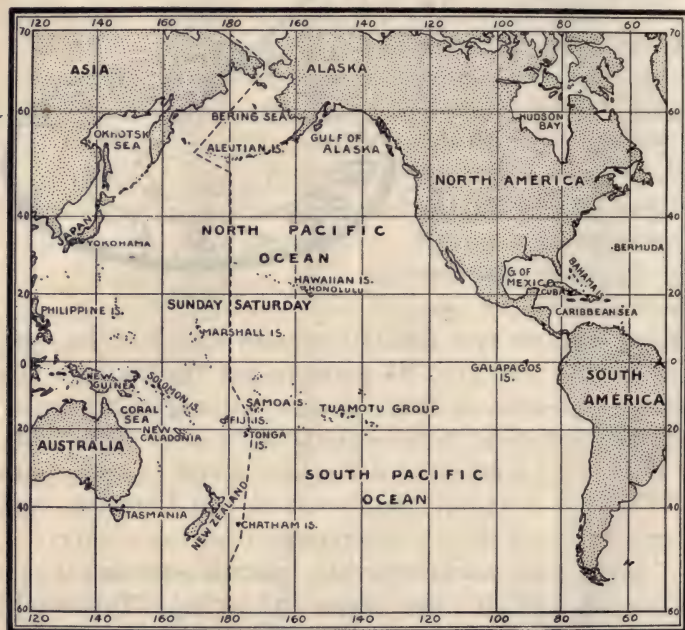 120 140 160 180 160 140 120 100 80 60
70 70
ASIA
ALASKA
60 60
BERING SEA
HUDSON
BAY
OKHOTSK
SEA
ALEUTIAN IS.
GULF OF
ALASKA
NORTH AMERICA
40 40
JAPAN
YOKOHAMA
NORTH PACIFIC
OCEAN
BERMUDA
G. OF
MEXICO
BAHAMAS
CUBA
HAWAIIAN IS.
HONOLULU
20 20
SUNDAY SATURDAY
PHILIPPINE IS.
CARIBBEAN SEA
MARSHALL IS.
0 0
GALAPAGOS
IS.
NEW
GUINEA
SOLOMON IS.
SOUTH
AMERICA
SAMOA IS.
TUAMOTU GROUP
CORAL
SEA
FIJI IS.
20 20
NEW
CALEDONIA
TONGA
IS.
AUSTRALIA
SOUTH PACIFIC
OCEAN
40 40
TASMANIA
NEW ZEALAND
CHATHAM IS.
60 60
120 140 160 180 160 140 120 100 80 60